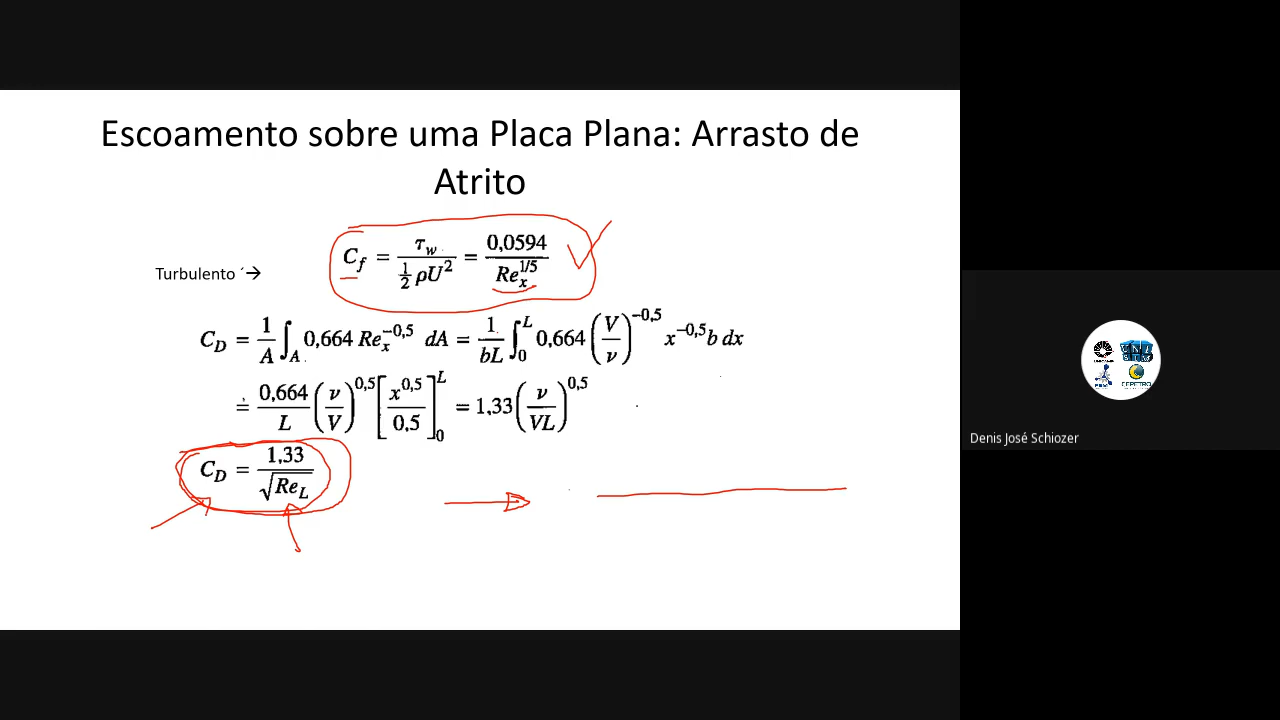 Escoamento sobre uma Placa Plana: Arrasto de
Atrito
Turbulento ´→
C_f = τ_w / (½ ρU²) = 0,0594 / Re_x^{1/5}
C_D = 1/A ∫_A 0,664 Re_x^{-0,5} dA = 1/bL ∫_0^L 0,664 (V/ν)^{-0,5} x^{-0,5} b dx
= 0,664/L (ν/V)^{0,5} [x^{0,5}/0,5]_0^L = 1,33 (ν/VL)^{0,5}
C_D = 1,33 / √Re_L
Denis José Schiozer